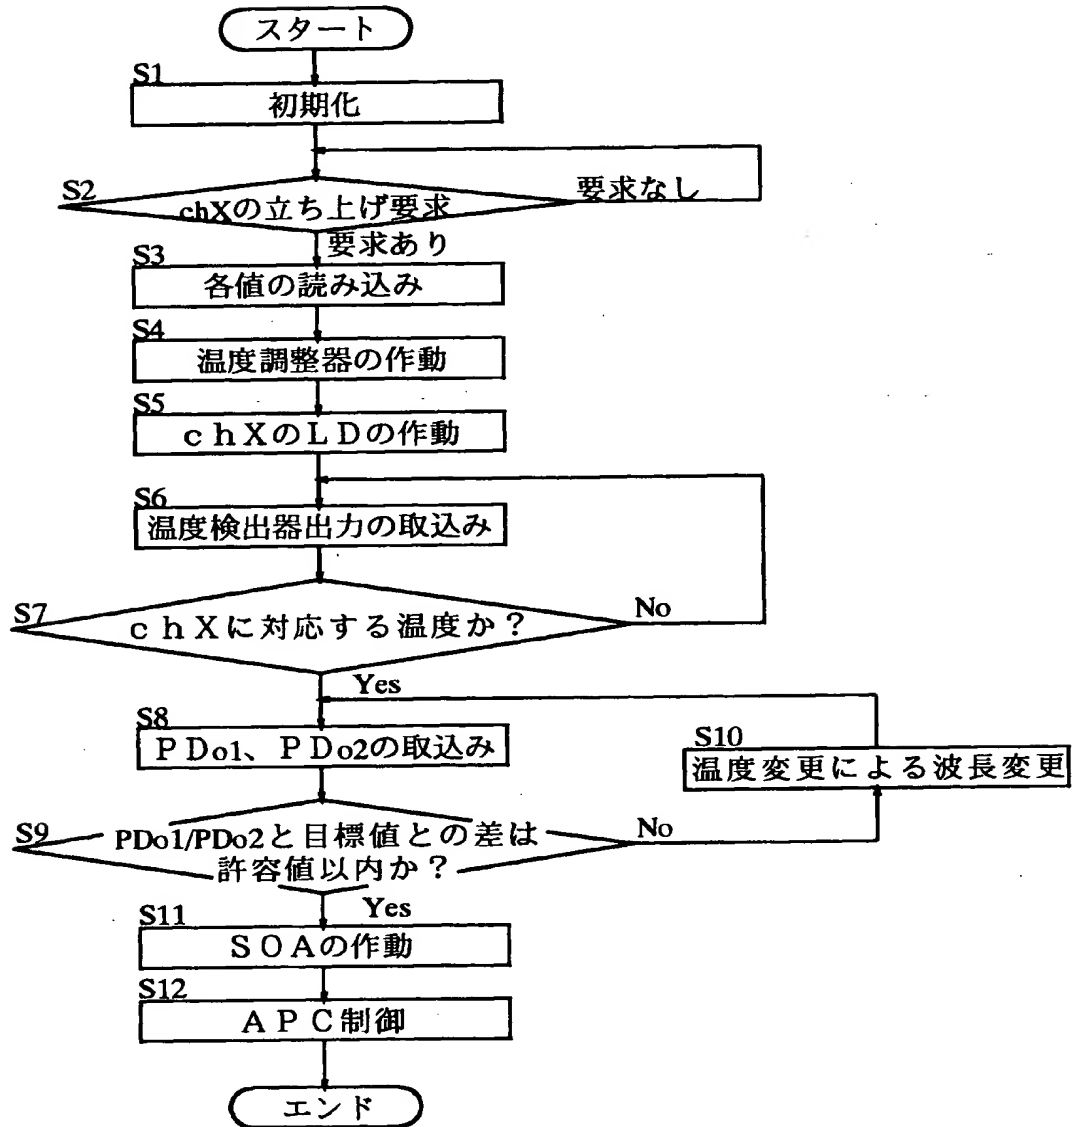 スタート
S1
初期化
S2
chXの立ち上げ要求
要求なし
要求あり
S3
各値の読み込み
S4
温度調整器の作動
S5
ｃｈＸのＬＤの作動
S6
温度検出器出力の取込み
S7
ｃｈＸに対応する温度か？
No
Yes
S8
ＰDo1、ＰDo2の取込み
S10
温度変更による波長変更
S9
PDo1/PDo2と目標値との差は
許容値以内か？
No
Yes
S11
ＳＯＡの作動
S12
ＡＰＣ制御
エンド